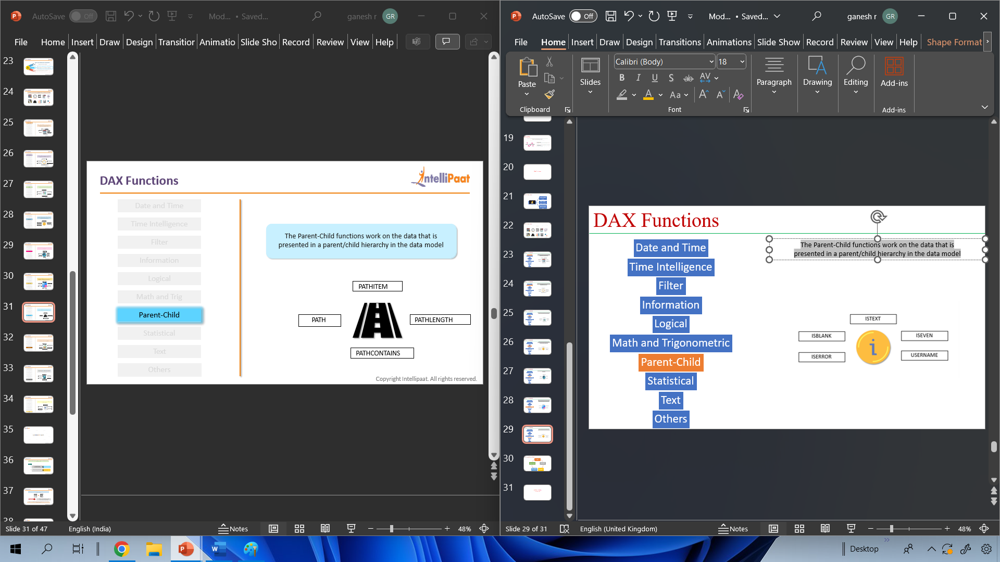 AutoSave Off Mod... • Saved... ganesh r GR
File Home Insert Draw Design Transitior Animatio Slide Sho Record Review View Help
23
24
25
26
27
28
29
30
31
32
33
34
35
36
37
38
DAX Functions
IntelliPaat
Date and Time
Time Intelligence
Filter
Information
Logical
Math and Trig
Parent-Child
Statistical
Text
Others
The Parent-Child functions work on the data that is
presented in a parent/child hierarchy in the data model
PATHITEM
PATH
PATHLENGTH
PATHCONTAINS
Copyright Intellipaat. All rights reserved.
Slide 31 of 47 English (India) Notes 48%
AutoSave Off Mod... • Saved... ganesh r GR
File Home Insert Draw Design Transitions Animations Slide Show Record Review View Help Shape Format
Paste
Clipboard
Slides
Calibri (Body) 18
B I U S ab AV
A Aa A A A
Font
Paragraph
Drawing
Editing
Add-ins
Add-ins
19
20
21
22
23
24
25
26
27
28
29
30
31
DAX Functions
Date and Time
Time Intelligence
Filter
Information
Logical
Math and Trigonometric
Parent-Child
Statistical
Text
Others
The Parent-Child functions work on the data that is
presented in a parent/child hierarchy in the data model
ISTEXT
ISBLANK
ISEVEN
ISERROR
USERNAME
i
Slide 29 of 31 English (United Kingdom) Notes 48%
Desktop